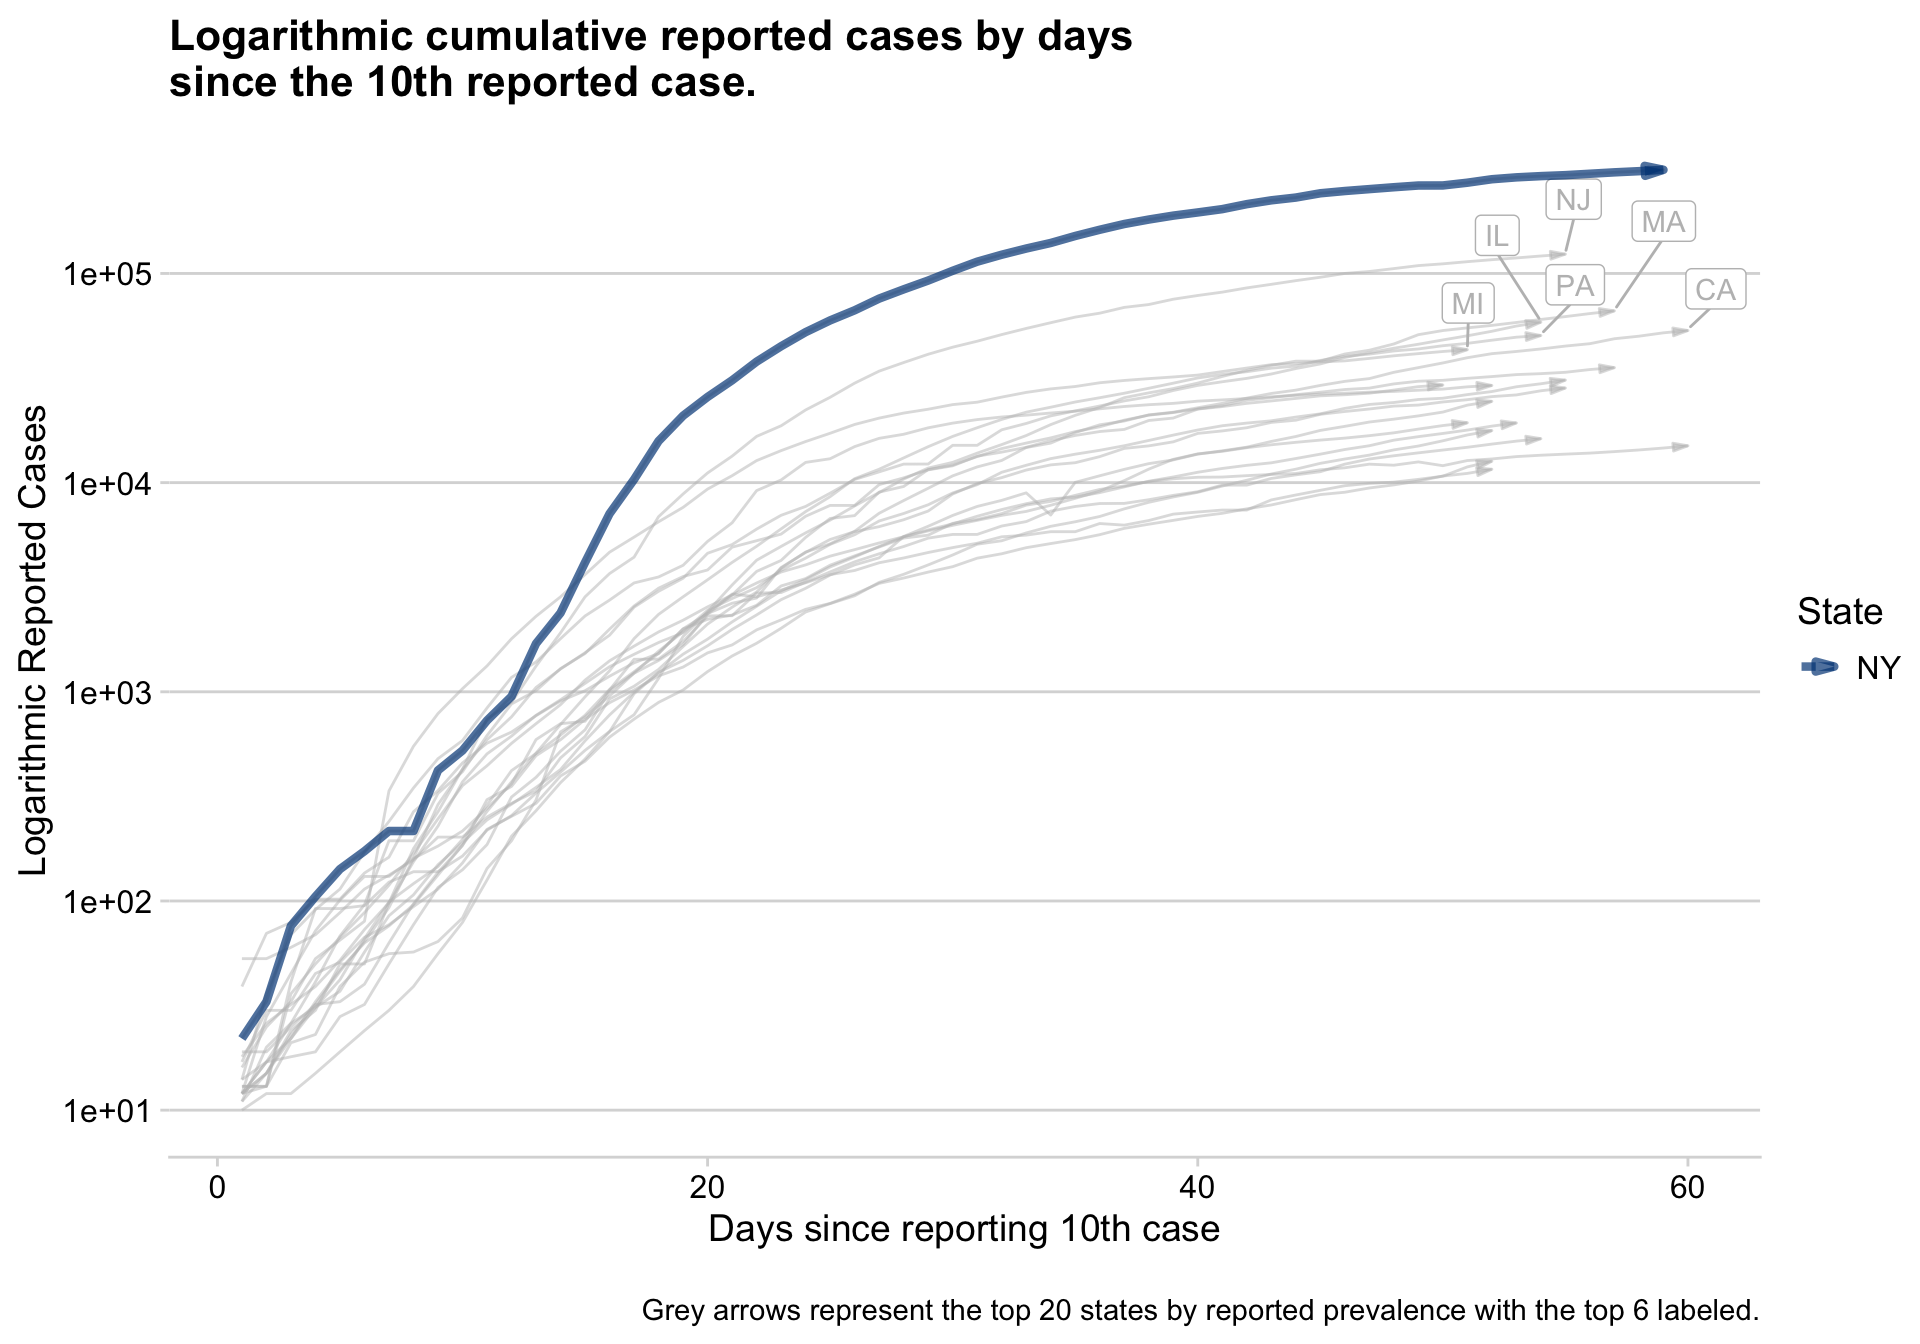 Logarithmic cumulative reported cases by days
since the 10th reported case.
NJ
MA
IL
1e+05
PA
CA
MI
1e+04
Logarithmic Reported Cases
State
NY
1e+03
1e+02
1e+01
0 20 40 60
Days since reporting 10th case
Grey arrows represent the top 20 states by reported prevalence with the top 6 labeled.